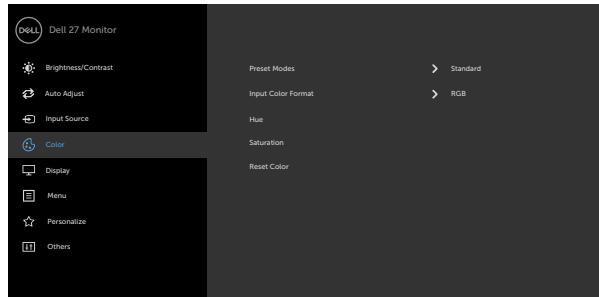 DELL Dell 27 Monitor
Brightness/Contrast
Auto Adjust
Input Source
Color
Display
Menu
Personalize
Others
Preset Modes Standard
Input Color Format RGB
Hue
Saturation
Reset Color